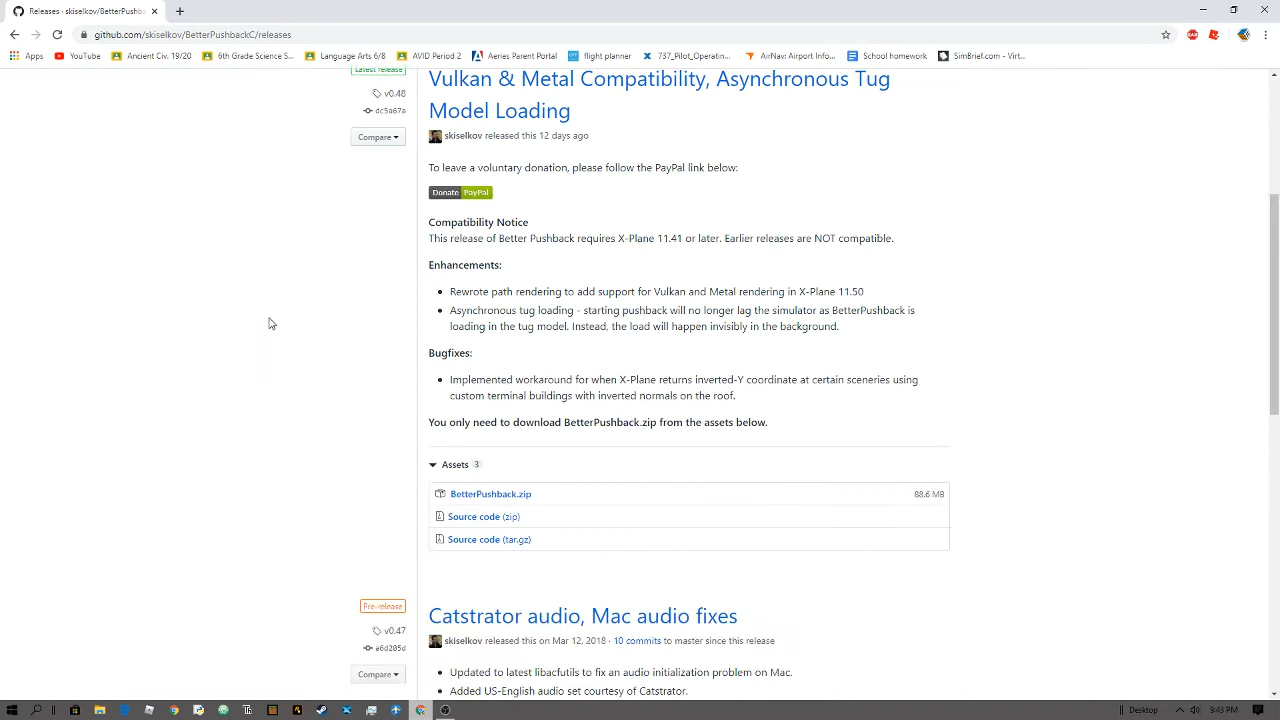 Releases · skiselkov/BetterPushb
github.com/skiselkov/BetterPushbackC/releases
Apps YouTube Ancient Civ. 19/20 6th Grade Science S... Language Arts 6/8 AVID Period 2 Aeries Parent Portal flight planner 737_Pilot_Operatin... AirNav: Airport Info... School homework SimBrief.com - Virt...
Latest release
v0.48
dc5a67a
Compare
Vulkan & Metal Compatibility, Asynchronous Tug
Model Loading
skiselkov released this 12 days ago
To leave a voluntary donation, please follow the PayPal link below:
Donate PayPal
Compatibility Notice
This release of Better Pushback requires X-Plane 11.41 or later. Earlier releases are NOT compatible.
Enhancements:
Rewrote path rendering to add support for Vulkan and Metal rendering in X-Plane 11.50
Asynchronous tug loading - starting pushback will no longer lag the simulator as BetterPushback is
loading in the tug model. Instead, the load will happen invisibly in the background.
Bugfixes:
Implemented workaround for when X-Plane returns inverted-Y coordinate at certain sceneries using
custom terminal buildings with inverted normals on the roof.
You only need to download BetterPushback.zip from the assets below.
Assets 3
BetterPushback.zip 88.6 MB
Source code (zip)
Source code (tar.gz)
Pre-release
v0.47
a6d205d
Compare
Catstrator audio, Mac audio fixes
skiselkov released this on Mar 12, 2018 · 10 commits to master since this release
Updated to latest libacfutils to fix an audio initialization problem on Mac.
Added US-English audio set courtesy of Catstrator.
Desktop 9:43 PM